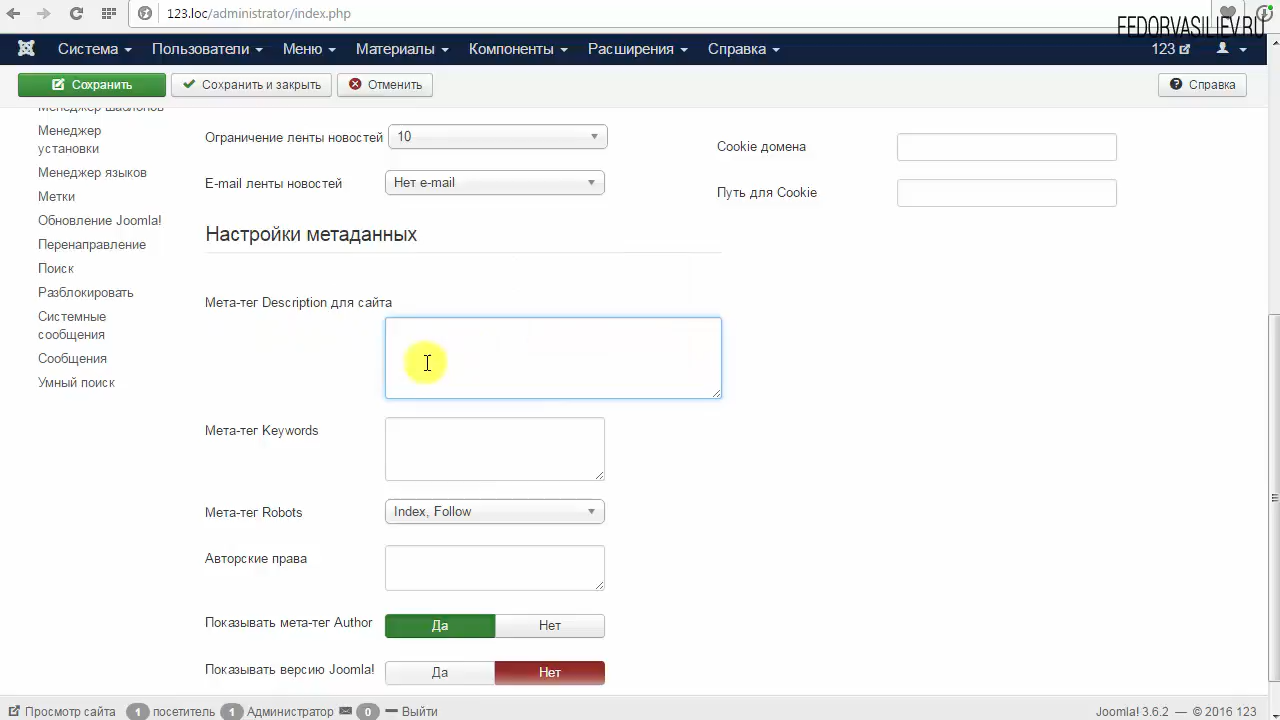 123.loc/administrator/index.php
FEDORVASILIEV.RU
Система Пользователи Меню Материалы Компоненты Расширения Справка 123
Сохранить Сохранить и закрыть Отменить Справка
Менеджер шаблонов
Менеджер
установки
Менеджер языков
Метки
Обновление Joomla!
Перенаправление
Поиск
Разблокировать
Системные
сообщения
Сообщения
Умный поиск
Ограничение ленты новостей 10
E-mail ленты новостей Нет e-mail
Cookie домена
Путь для Cookie
Настройки метаданных
Мета-тег Description для сайта
Мета-тег Keywords
Мета-тег Robots Index, Follow
Авторские права
Показывать мета-тег Author Да Нет
Показывать версию Joomla! Да Нет
Просмотр сайта 1 посетитель 1 Администратор 0 Выйти
Joomla! 3.6.2 — © 2016 123